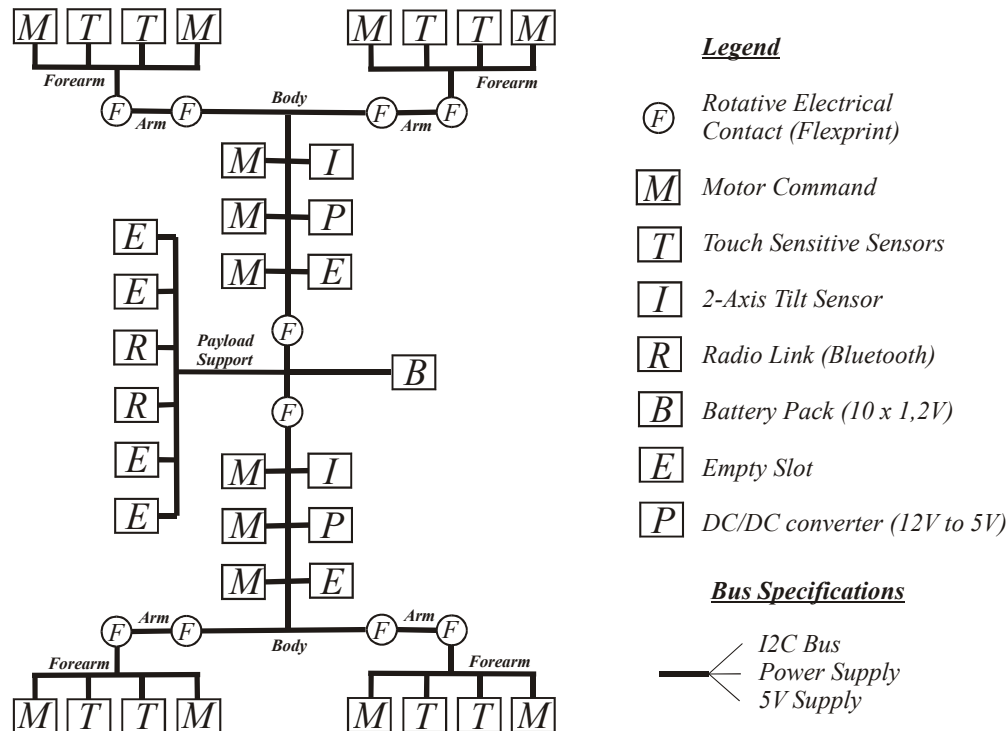 M T T M M T T M
Forearm Forearm
F F Body F F
Arm Arm
M I
M P
E
M E
E
F
R
Payload
Support
B
R
F
E
M I
E
M P
M E
Arm Arm
F F F F
Body
Forearm Forearm
M T T M M T T M
Legend
F Rotative Electrical
Contact (Flexprint)
M Motor Command
T Touch Sensitive Sensors
I 2-Axis Tilt Sensor
R Radio Link (Bluetooth)
B Battery Pack (10 x 1,2V)
E Empty Slot
P DC/DC converter (12V to 5V)
Bus Specifications
I2C Bus
Power Supply
5V Supply